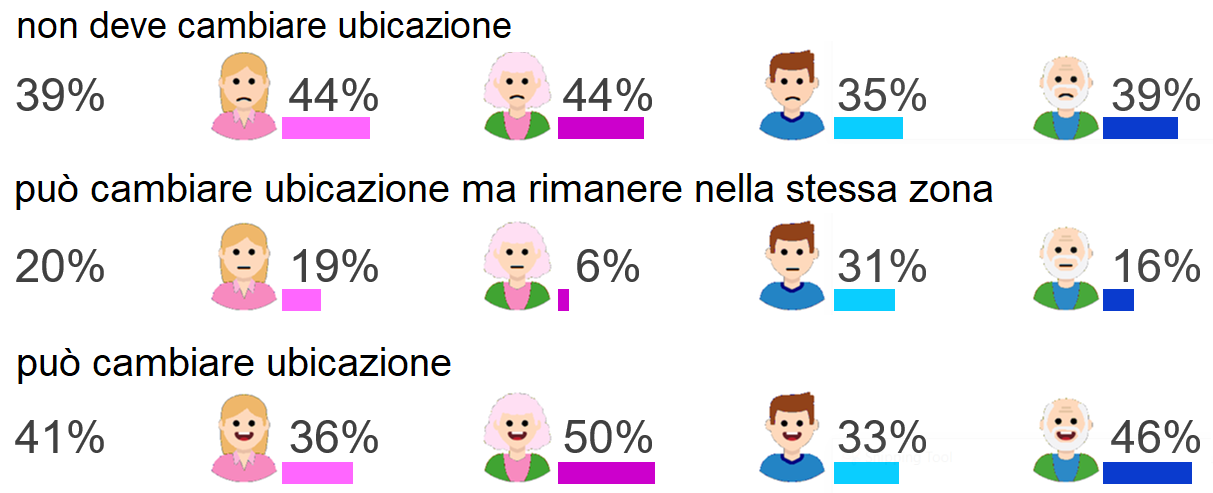 non deve cambiare ubicazione
39% 44% 44% 35% 39%
può cambiare ubicazione ma rimanere nella stessa zona
20% 19% 6% 31% 16%
può cambiare ubicazione
41% 36% 50% 33% 46%